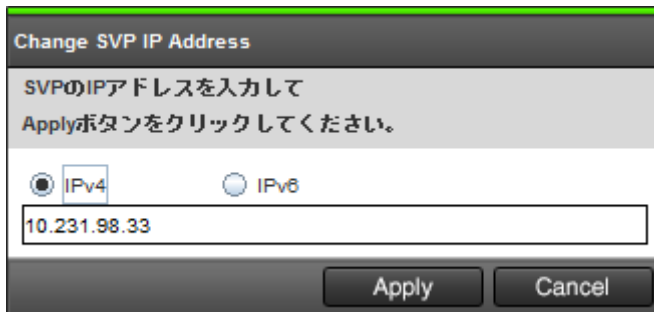 Change SVP IP Address
SVPのIPアドレスを入力して
Applyボタンをクリックしてください。
IPv4 IPv6
10.231.98.33
Apply Cancel